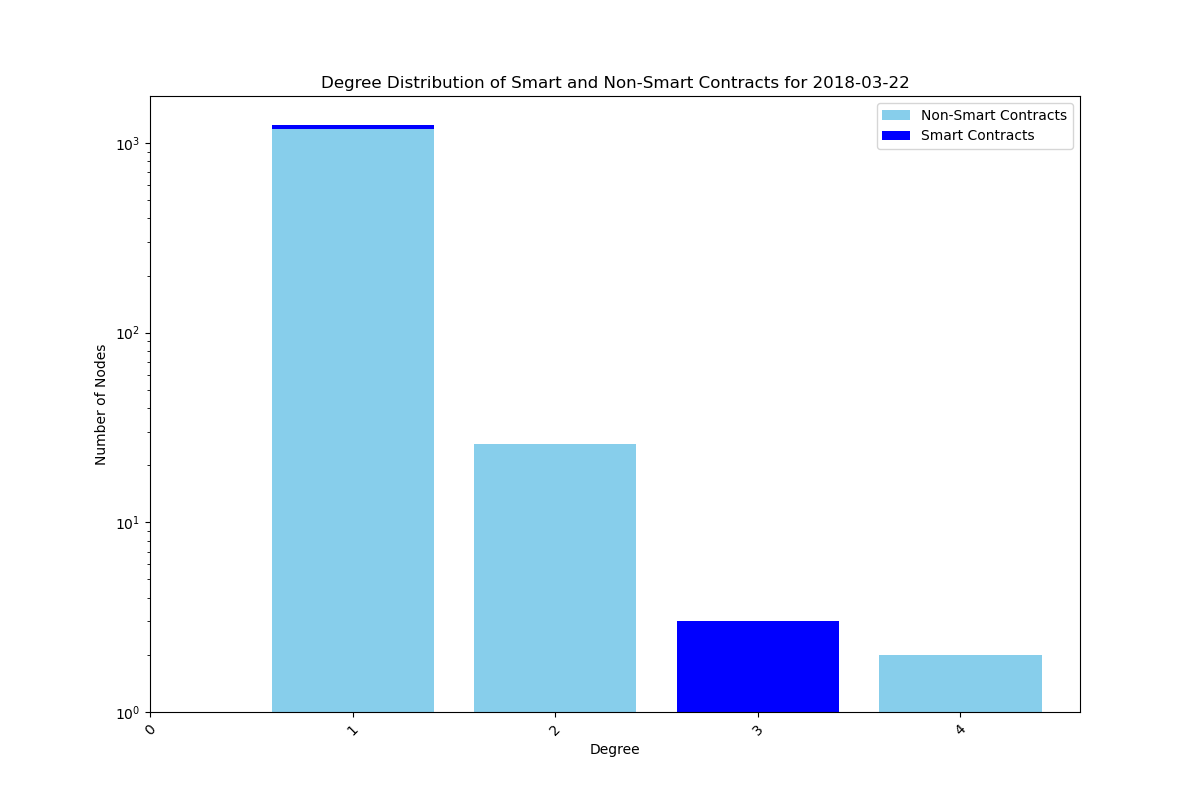 Degree Distribution of Smart and Non-Smart Contracts for 2018-03-22
Non-Smart Contracts
Smart Contracts
Number of Nodes
10³
10²
10¹
10⁰
0
1
2
3
4
Degree